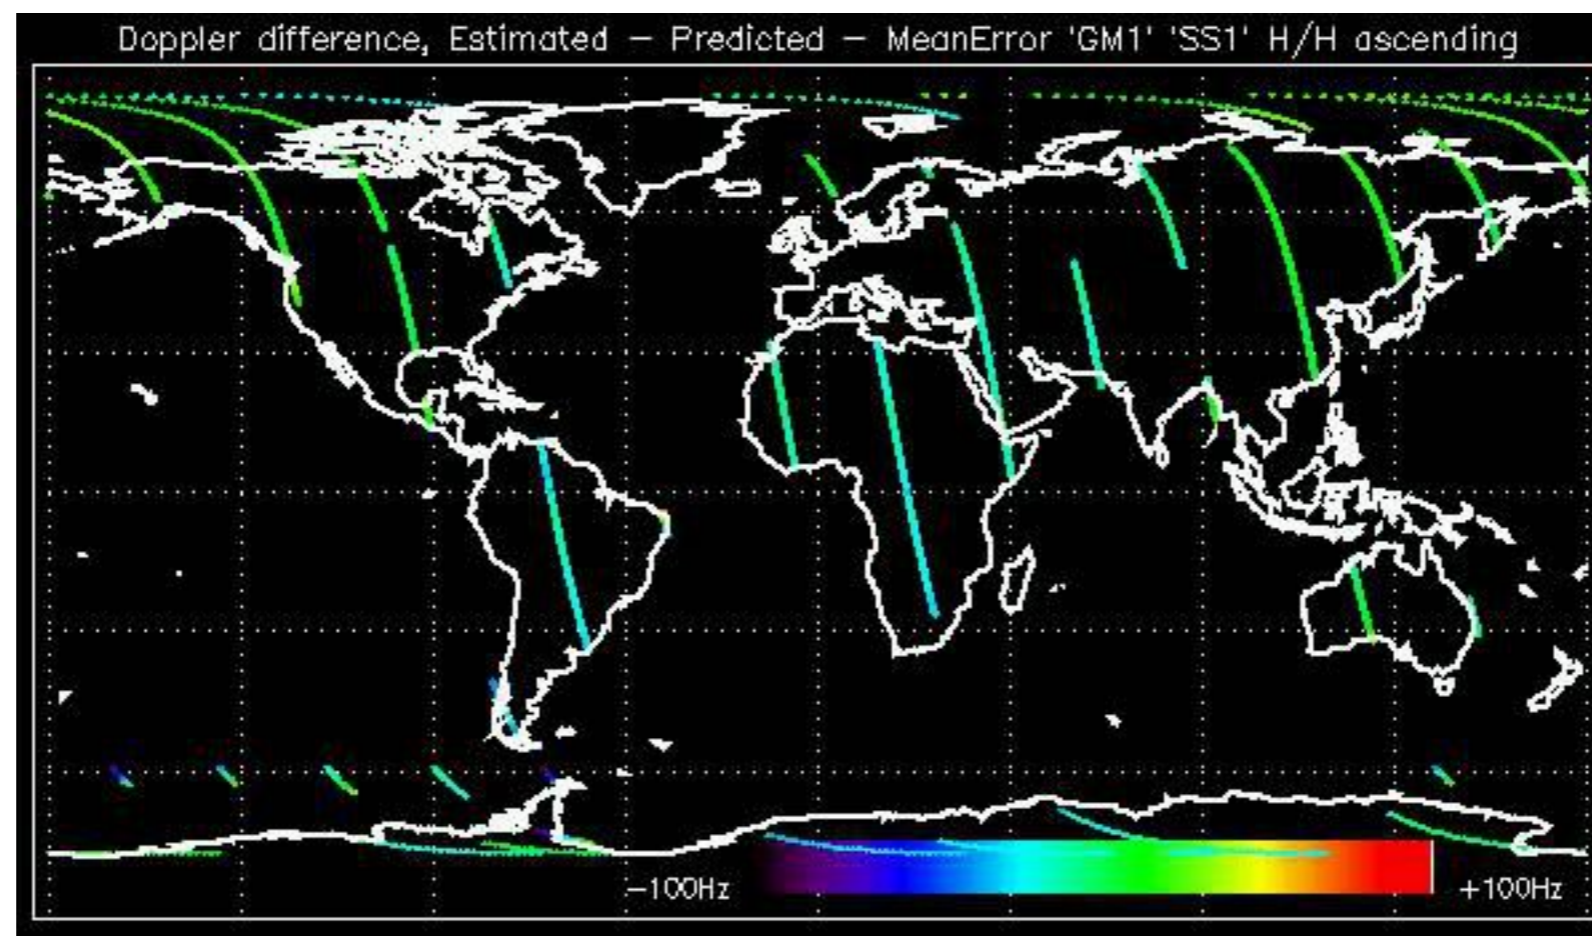 Doppler difference, Estimated – Predicted – MeanError 'GM1' 'SS1' H/H ascending
–100Hz
+100Hz